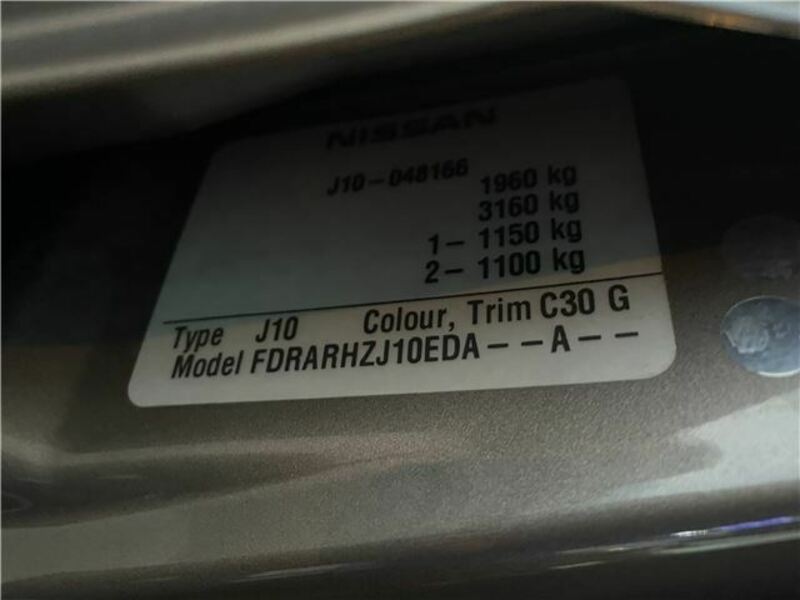 NISSAN
J10-048166
1960 kg
3160 kg
1- 1150 kg
2- 1100 kg
Type J10 Colour, Trim C30 G
Model FDRARHZJ10EDA--A--